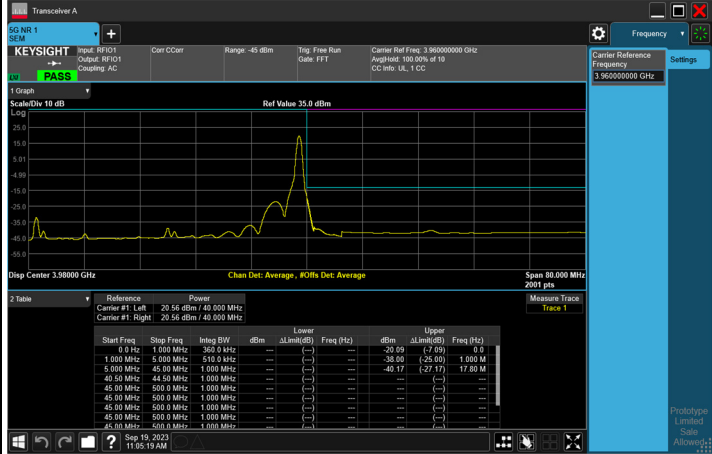 Transceiver A
5G NR 1
SEM
Frequency
KEYSIGHT
Input: RFIO1
Output: RFIO1
Coupling: AC
Corr CCorr
Range: -45 dBm
Trig: Free Run
Gate: FFT
Carrier Ref Freq: 3.960000000 GHz
Avg|Hold: 100.00% of 10
CC Info: UL, 1 CC
PASS
Carrier Reference
Frequency
3.960000000 GHz
Settings
1 Graph
Scale/Div 10 dB
Ref Value 35.0 dBm
Log
25.0
15.0
5.01
-4.99
-15.0
-25.0
-35.0
-45.0
-55.0
Disp Center 3.98000 GHz
Chan Det: Average , #Offs Det: Average
Span 80.000 MHz
2001 pts
2 Table
Reference Power
Carrier #1: Left 20.56 dBm / 40.000 MHz
Carrier #1: Right 20.56 dBm / 40.000 MHz
Measure Trace
Trace 1
Lower Upper
Start Freq Stop Freq Integ BW dBm ΔLimit(dB) Freq (Hz) dBm ΔLimit(dB) Freq (Hz)
0.0 Hz 1.000 MHz 360.0 kHz --- (---) --- -20.09 (-7.09) 0.0
1.000 MHz 5.000 MHz 510.0 kHz --- (---) --- -38.00 (-25.00) 1.000 M
5.000 MHz 45.00 MHz 1.000 MHz --- (---) --- -40.17 (-27.17) 17.80 M
40.50 MHz 44.50 MHz 1.000 MHz --- (---) --- --- (---) ---
45.00 MHz 500.0 MHz 1.000 MHz --- (---) --- --- (---) ---
45.00 MHz 500.0 MHz 1.000 MHz --- (---) --- --- (---) ---
45.00 MHz 500.0 MHz 1.000 MHz --- (---) --- --- (---) ---
45.00 MHz 500.0 MHz 1.000 MHz --- (---) --- --- (---) ---
45.00 MHz 500.0 MHz 1.000 MHz --- (---) --- --- (---) ---
Prototype
Limited
Sale
Allowed
Sep 19, 2023
11:05:19 AM